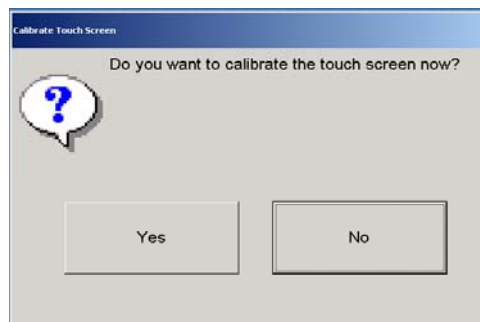 Calibrate Touch Screen
Do you want to calibrate the touch screen now?
?
Yes
No